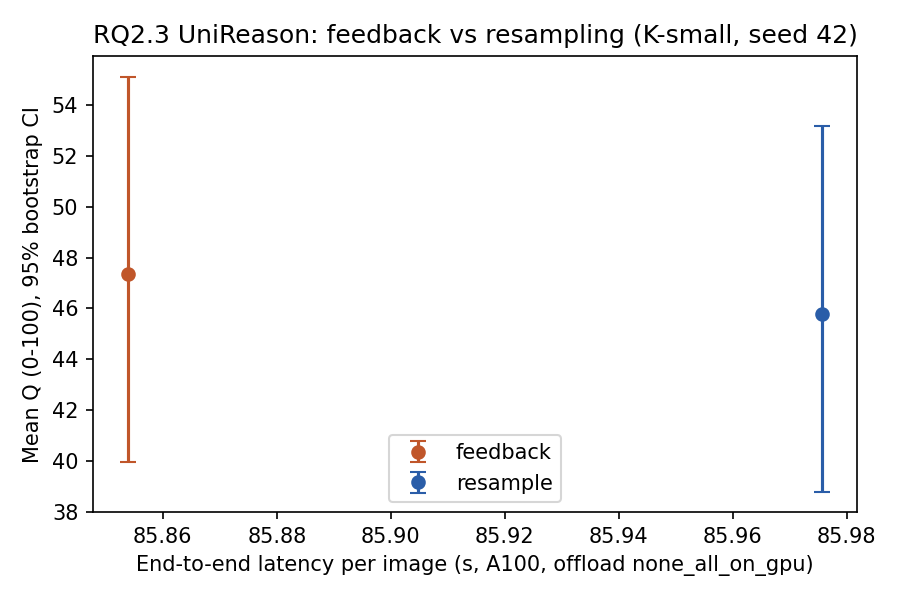 RQ2.3 UniReason: feedback vs resampling (K-small, seed 42)
Mean Q (0-100), 95% bootstrap CI
54
52
50
48
46
44
42
40
38
feedback
resample
85.86 85.88 85.90 85.92 85.94 85.96 85.98
End-to-end latency per image (s, A100, offload none_all_on_gpu)